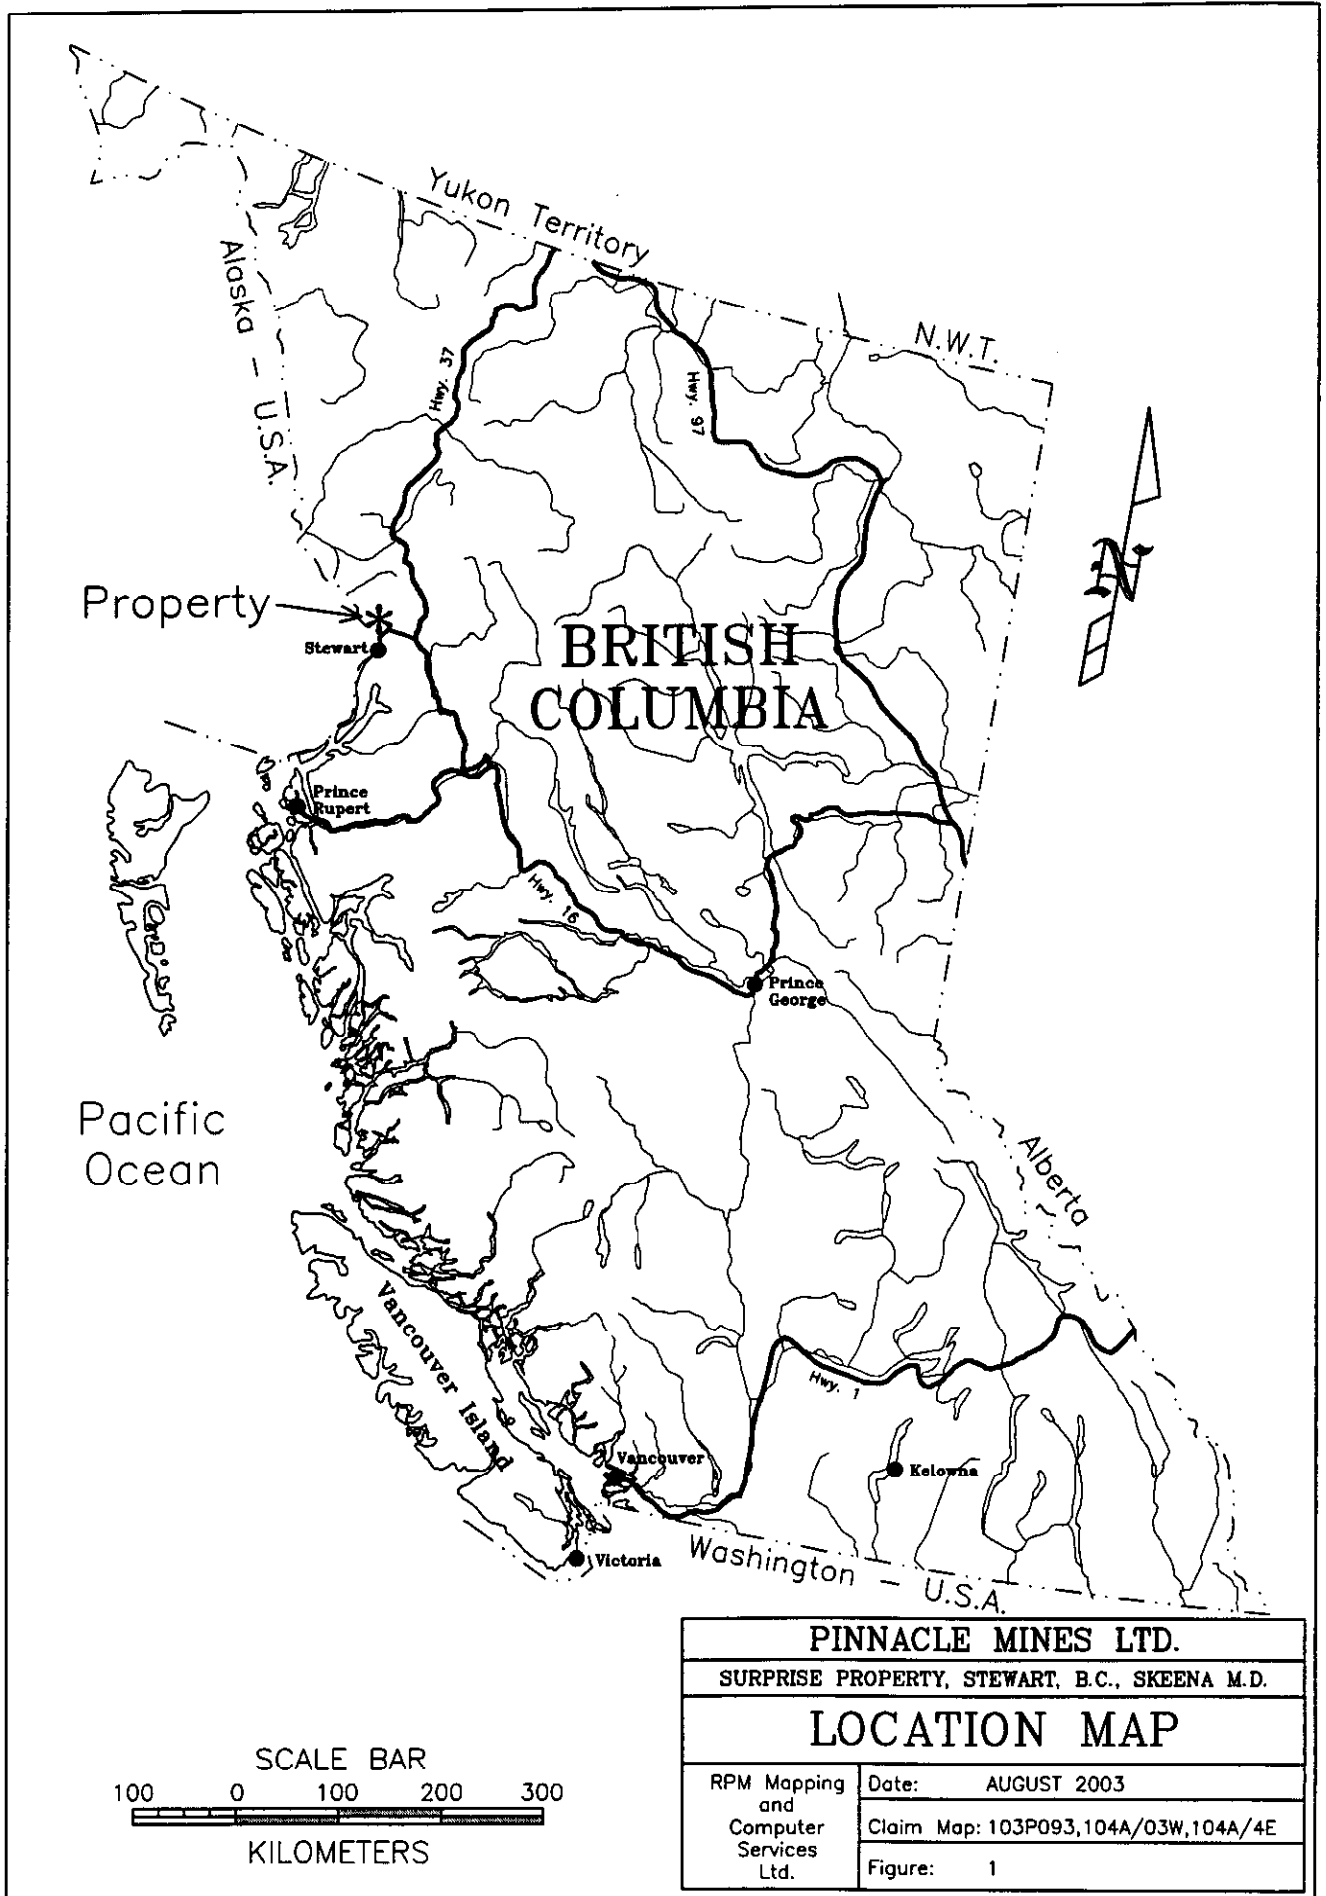 Yukon Territory
N.W.T.
Alaska - U.S.A.
Hwy. 37
Hwy. 97
Property
Stewart
BRITISH
COLUMBIA
Prince
Rupert
Hwy. 16
Prince
George
Pacific
Ocean
Alberta
Vancouver Island
Hwy. 1
Vancouver
Kelowna
Victoria
Washington - U.S.A.
N
PINNACLE MINES LTD.
SURPRISE PROPERTY, STEWART, B.C., SKEENA M.D.
LOCATION MAP
RPM Mapping
and
Computer
Services
Ltd.
Date: AUGUST 2003
Claim Map: 103P093,104A/03W,104A/4E
Figure: 1
SCALE BAR
100 0 100 200 300
KILOMETERS